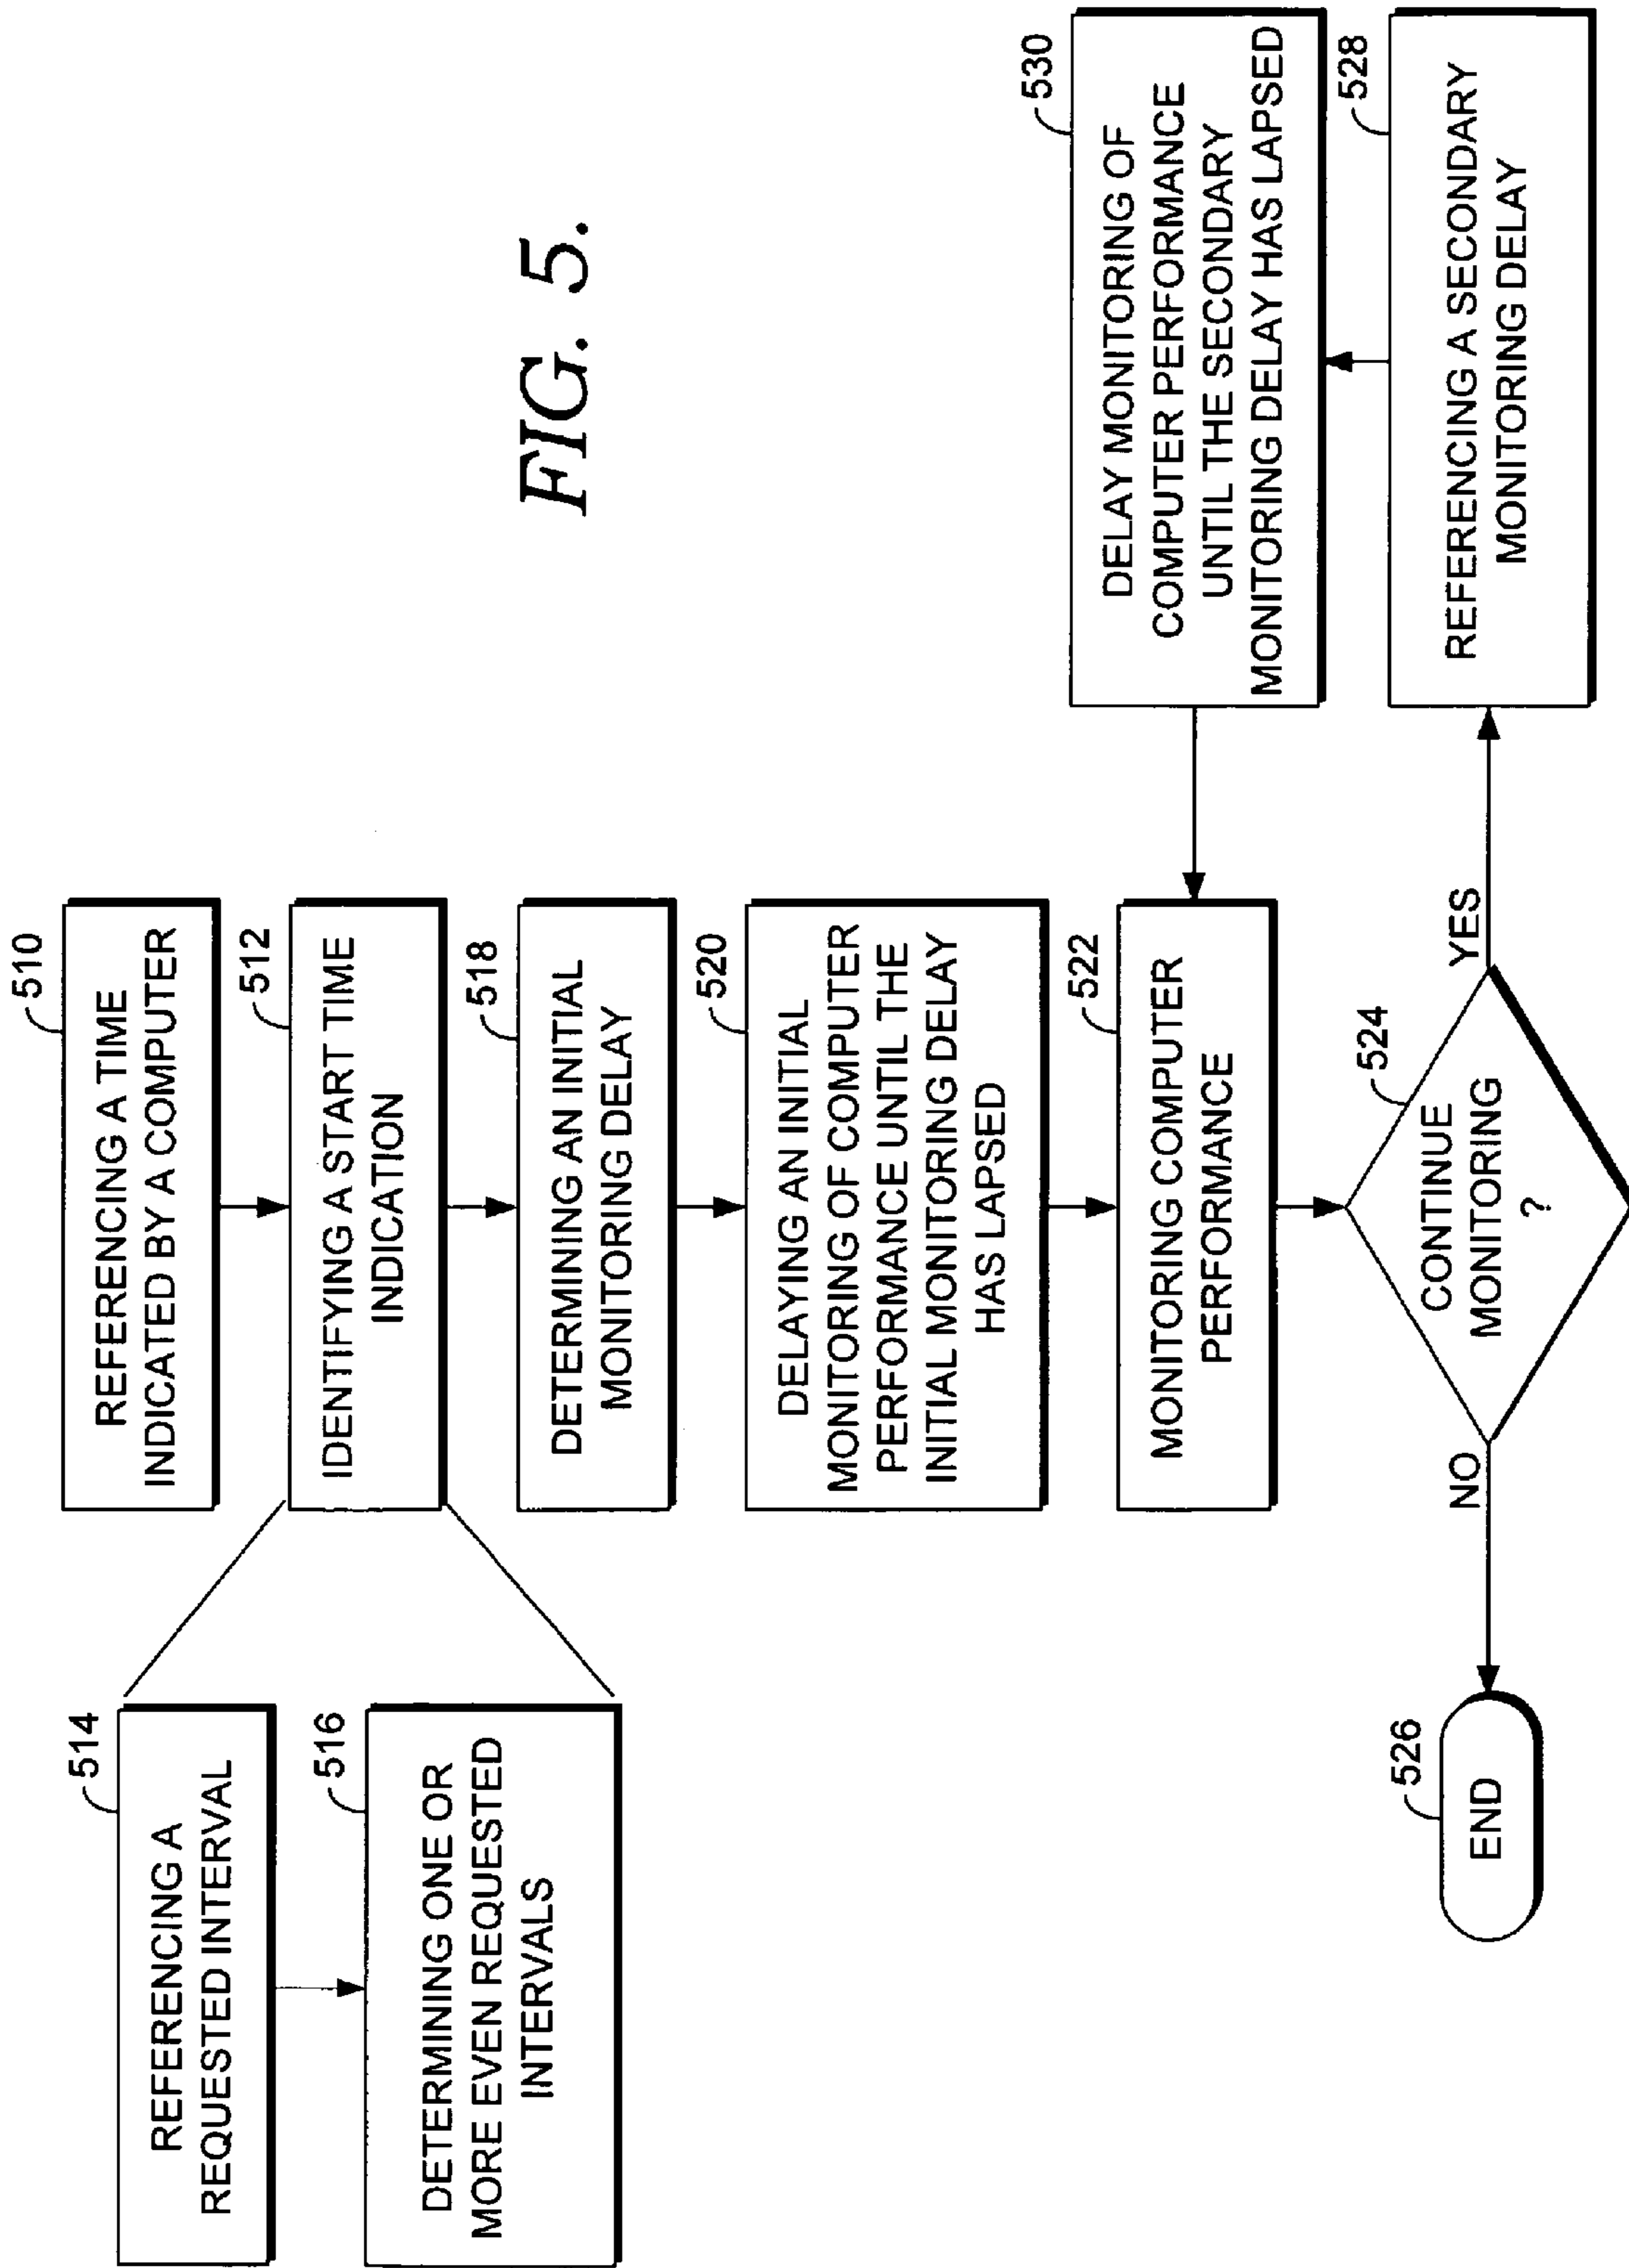 510
REFERENCING A TIME
INDICATED BY A COMPUTER
512
IDENTIFYING A START TIME
INDICATION
514
REFERENCING A
REQUESTED INTERVAL
516
DETERMINING ONE OR
MORE EVEN REQUESTED
INTERVALS
518
DETERMINING AN INITIAL
MONITORING DELAY
520
DELAYING AN INITIAL
MONITORING OF COMPUTER
PERFORMANCE UNTIL THE
INITIAL MONITORING DELAY
HAS LAPSED
522
MONITORING COMPUTER
PERFORMANCE
524
CONTINUE
MONITORING
?
NO
YES
526
END
528
REFERENCING A SECONDARY
MONITORING DELAY
530
DELAY MONITORING OF
COMPUTER PERFORMANCE
UNTIL THE SECONDARY
MONITORING DELAY HAS LAPSED
FIG. 5.